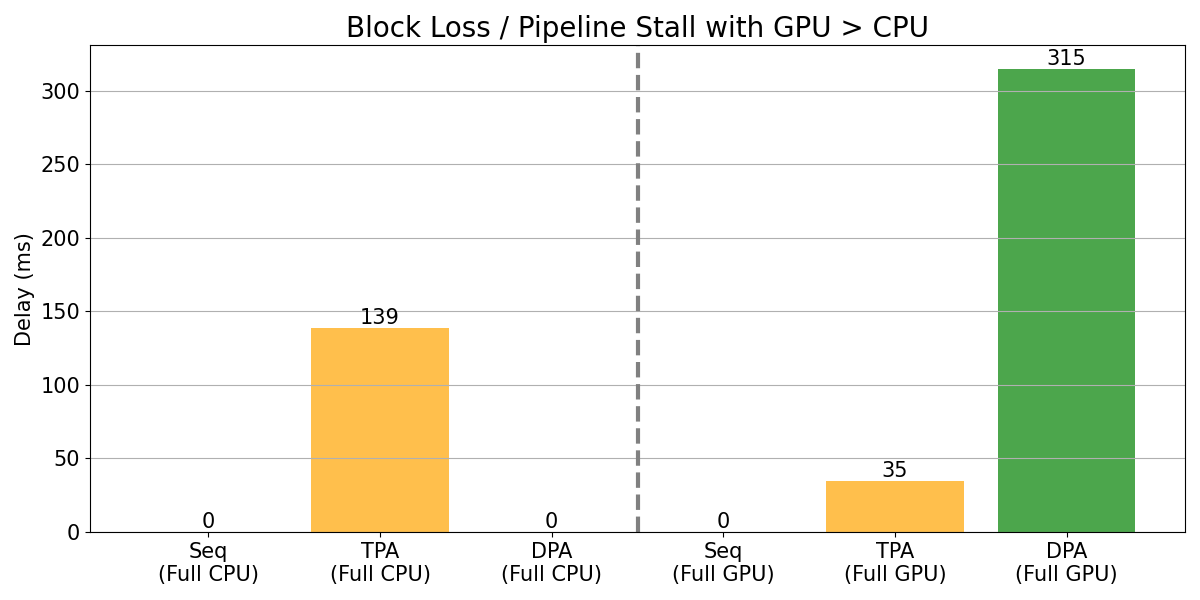 Block Loss / Pipeline Stall with GPU > CPU
Delay (ms)
300
250
200
150
100
50
0
0
139
0
0
35
315
Seq
(Full CPU)
TPA
(Full CPU)
DPA
(Full CPU)
Seq
(Full GPU)
TPA
(Full GPU)
DPA
(Full GPU)